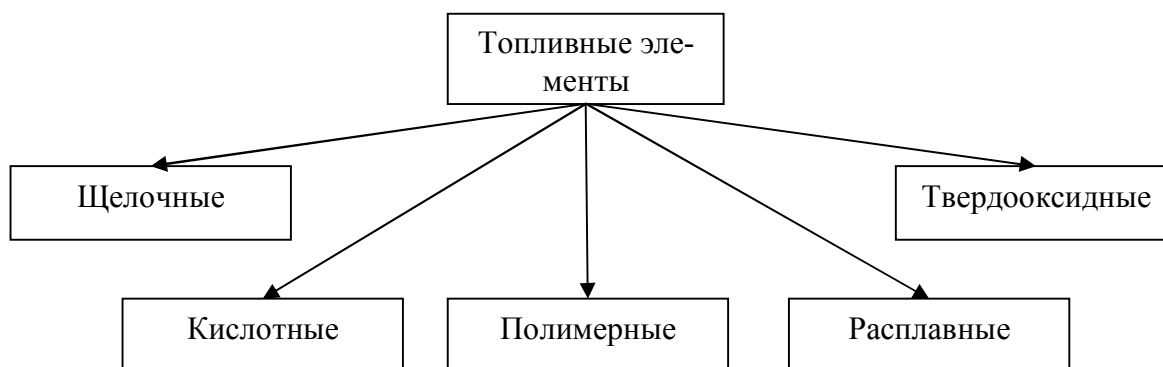 Топливные эле-
менты
Щелочные
Твердооксидные
Кислотные
Полимерные
Расплавные